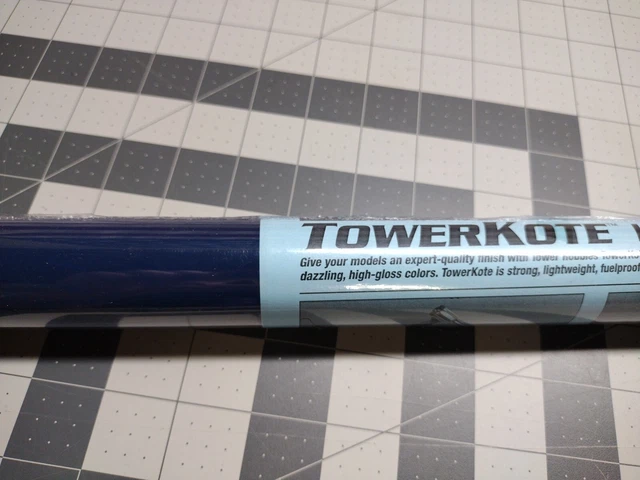 TOWERKOTE
Give your models an expert-quality finish with Tower Hobbies
dazzling, high-gloss colors. TowerKote is strong, lightweight, fuelproof